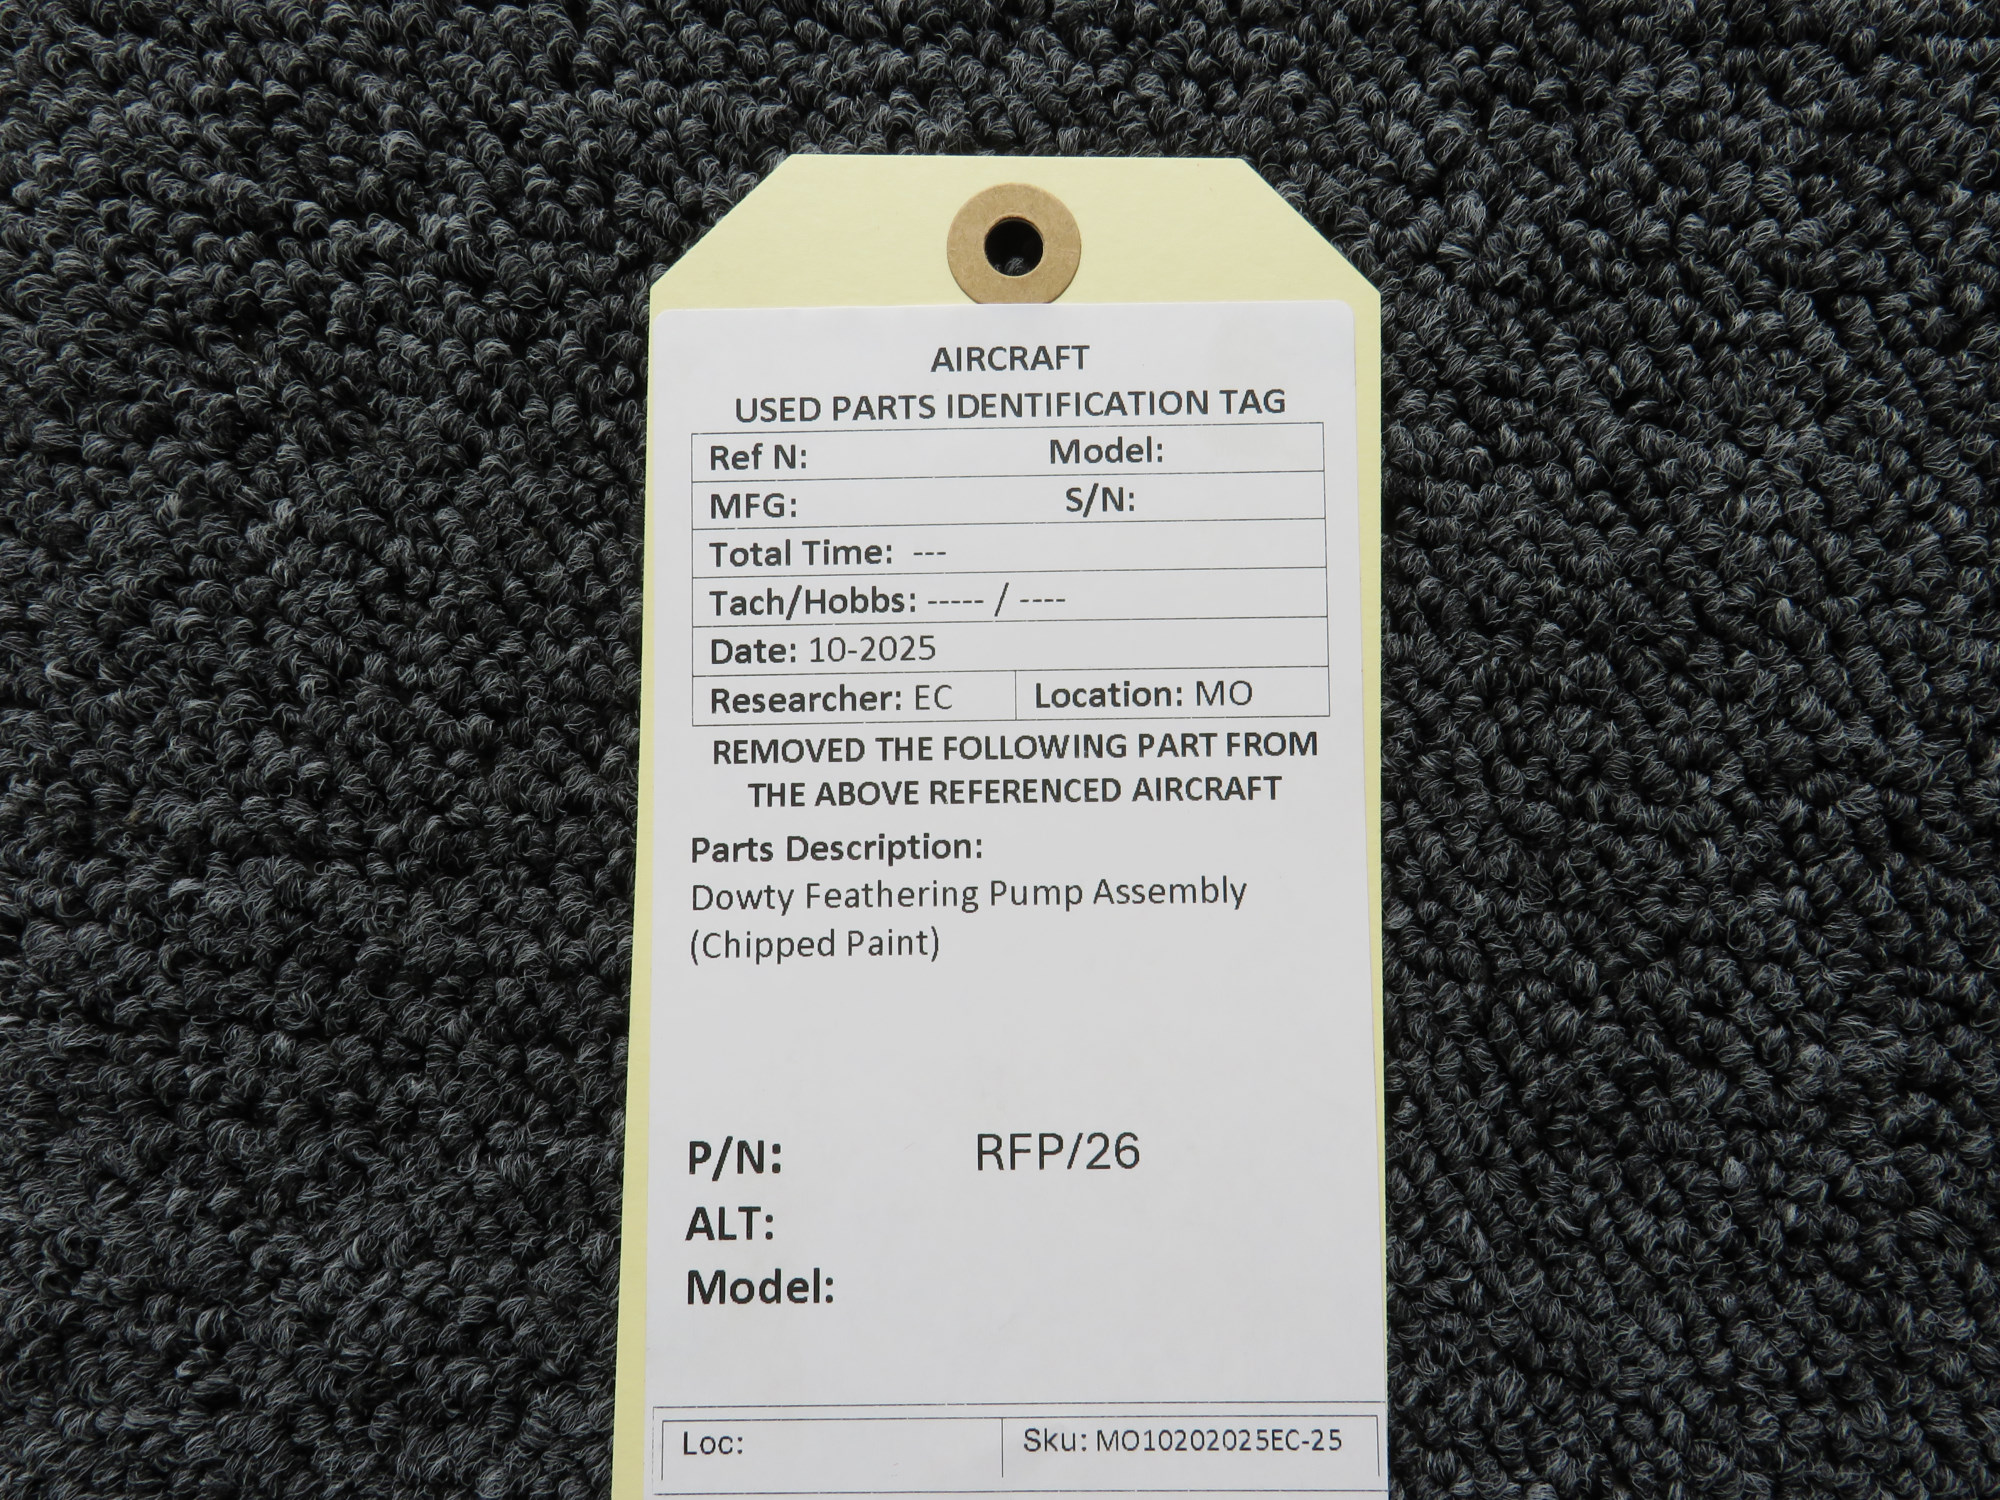 AIRCRAFT
USED PARTS IDENTIFICATION TAG
Ref N: Model:
MFG: S/N:
Total Time: ---
Tach/Hobbs: ----- / ----
Date: 10-2025
Researcher: EC Location: MO
REMOVED THE FOLLOWING PART FROM
THE ABOVE REFERENCED AIRCRAFT
Parts Description:
Dowty Feathering Pump Assembly
(Chipped Paint)
P/N: RFP/26
ALT:
Model:
Loc: Sku: MO10202025EC-25